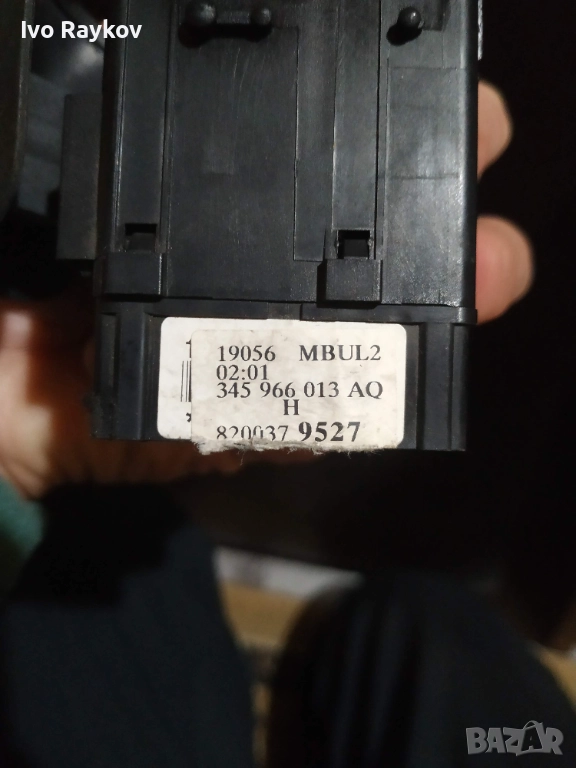 Ivo Raykov
19056 MBUL2
02:01
345 966 013 AQ
H
820037 9527
BAZAR